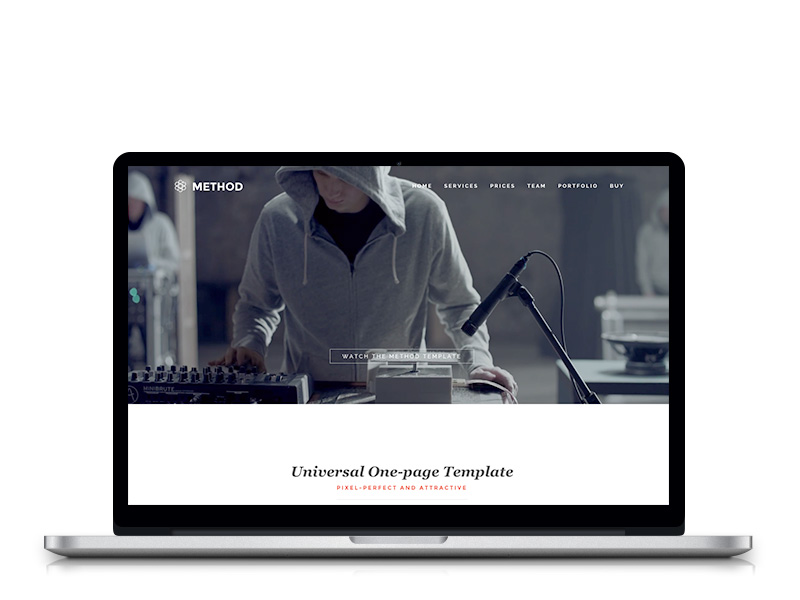 METHOD
HOME SERVICES PRICES TEAM PORTFOLIO BUY
WATCH THE METHOD TEMPLATE
MINIBRUTE
Universal One-page Template
PIXEL-PERFECT AND ATTRACTIVE